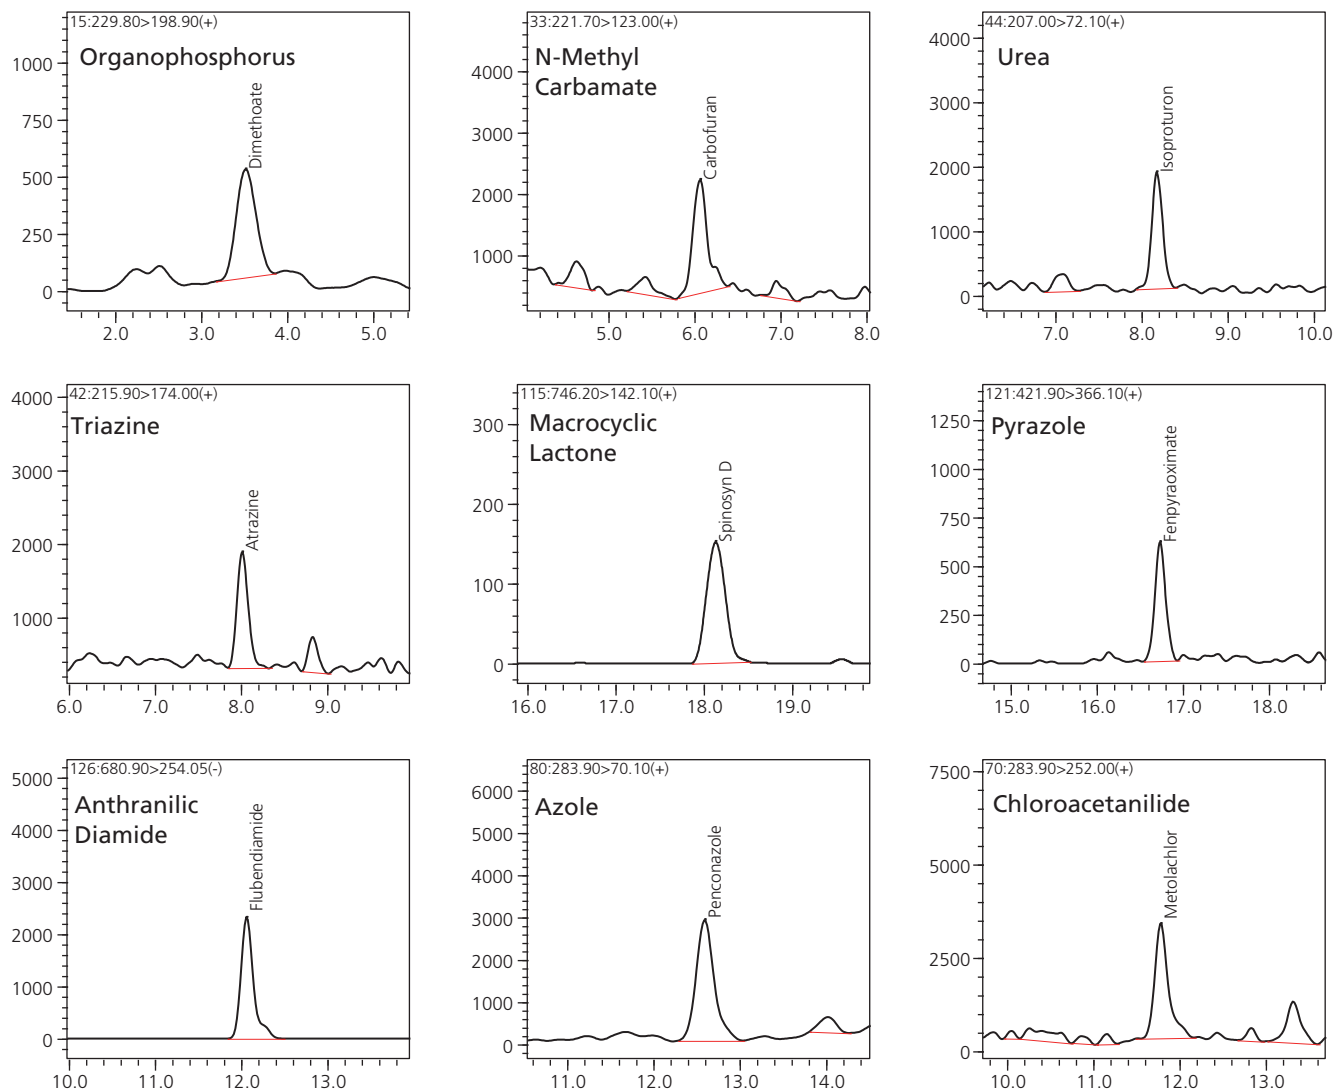 15:229.80>198.90(+)
Organophosphorus
Dimethoate
1000
750
500
250
0
2.0 3.0 4.0 5.0
33:221.70>123.00(+)
N-Methyl
Carbamate
Carbofuran
4000
3000
2000
1000
5.0 6.0 7.0 8.0
44:207.00>72.10(+)
Urea
Isoproturon
4000
3000
2000
1000
0
7.0 8.0 9.0 10.0
42:215.90>174.00(+)
Triazine
Atrazine
4000
3000
2000
1000
6.0 7.0 8.0 9.0
115:746.20>142.10(+)
Macrocyclic
Lactone
Spinosyn D
300
200
100
0
16.0 17.0 18.0 19.0
121:421.90>366.10(+)
Pyrazole
Fenpyraoximate
1250
1000
750
500
250
0
15.0 16.0 17.0 18.0
126:680.90>254.05(-)
Anthranilic
Diamide
Flubendiamide
5000
4000
3000
2000
1000
0
10.0 11.0 12.0 13.0
80:283.90>70.10(+)
Azole
Penconazole
6000
5000
4000
3000
2000
1000
0
11.0 12.0 13.0 14.0
70:283.90>252.00(+)
Chloroacetanilide
Metolachlor
7500
5000
2500
0
10.0 11.0 12.0 13.0